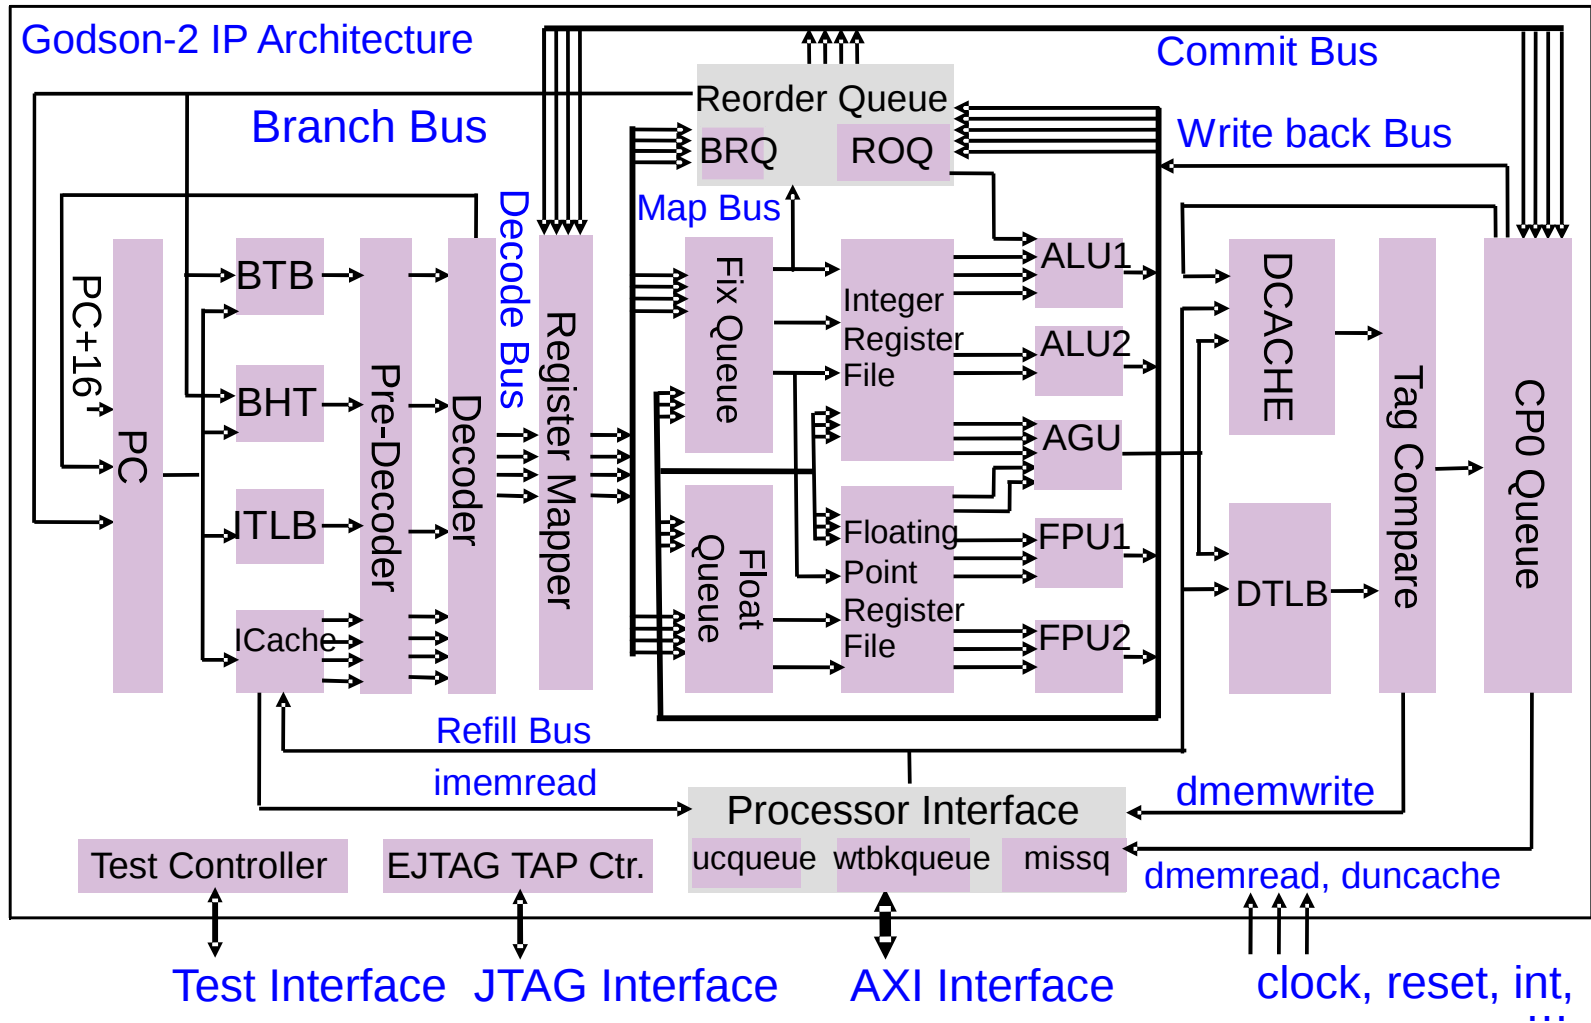 Godson-2 IP Architecture
Commit Bus
Reorder Queue
Branch Bus
BRQ
ROQ
Write back Bus
Map Bus
Decode Bus
PC+16
PC
BTB
BHT
ITLB
ICache
Pre-Decoder
Decoder
Register Mapper
Fix Queue
Float
Queue
Integer
Register
File
Floating
Point
Register
File
ALU1
ALU2
AGU
FPU1
FPU2
DCACHE
DTLB
Tag Compare
CP0 Queue
Refill Bus
imemread
Processor Interface
ucqueue
wtbkqueue
missq
dmemwrite
dmemread, duncache
Test Controller
EJTAG TAP Ctr.
Test Interface
JTAG Interface
AXI Interface
clock, reset, int,
...